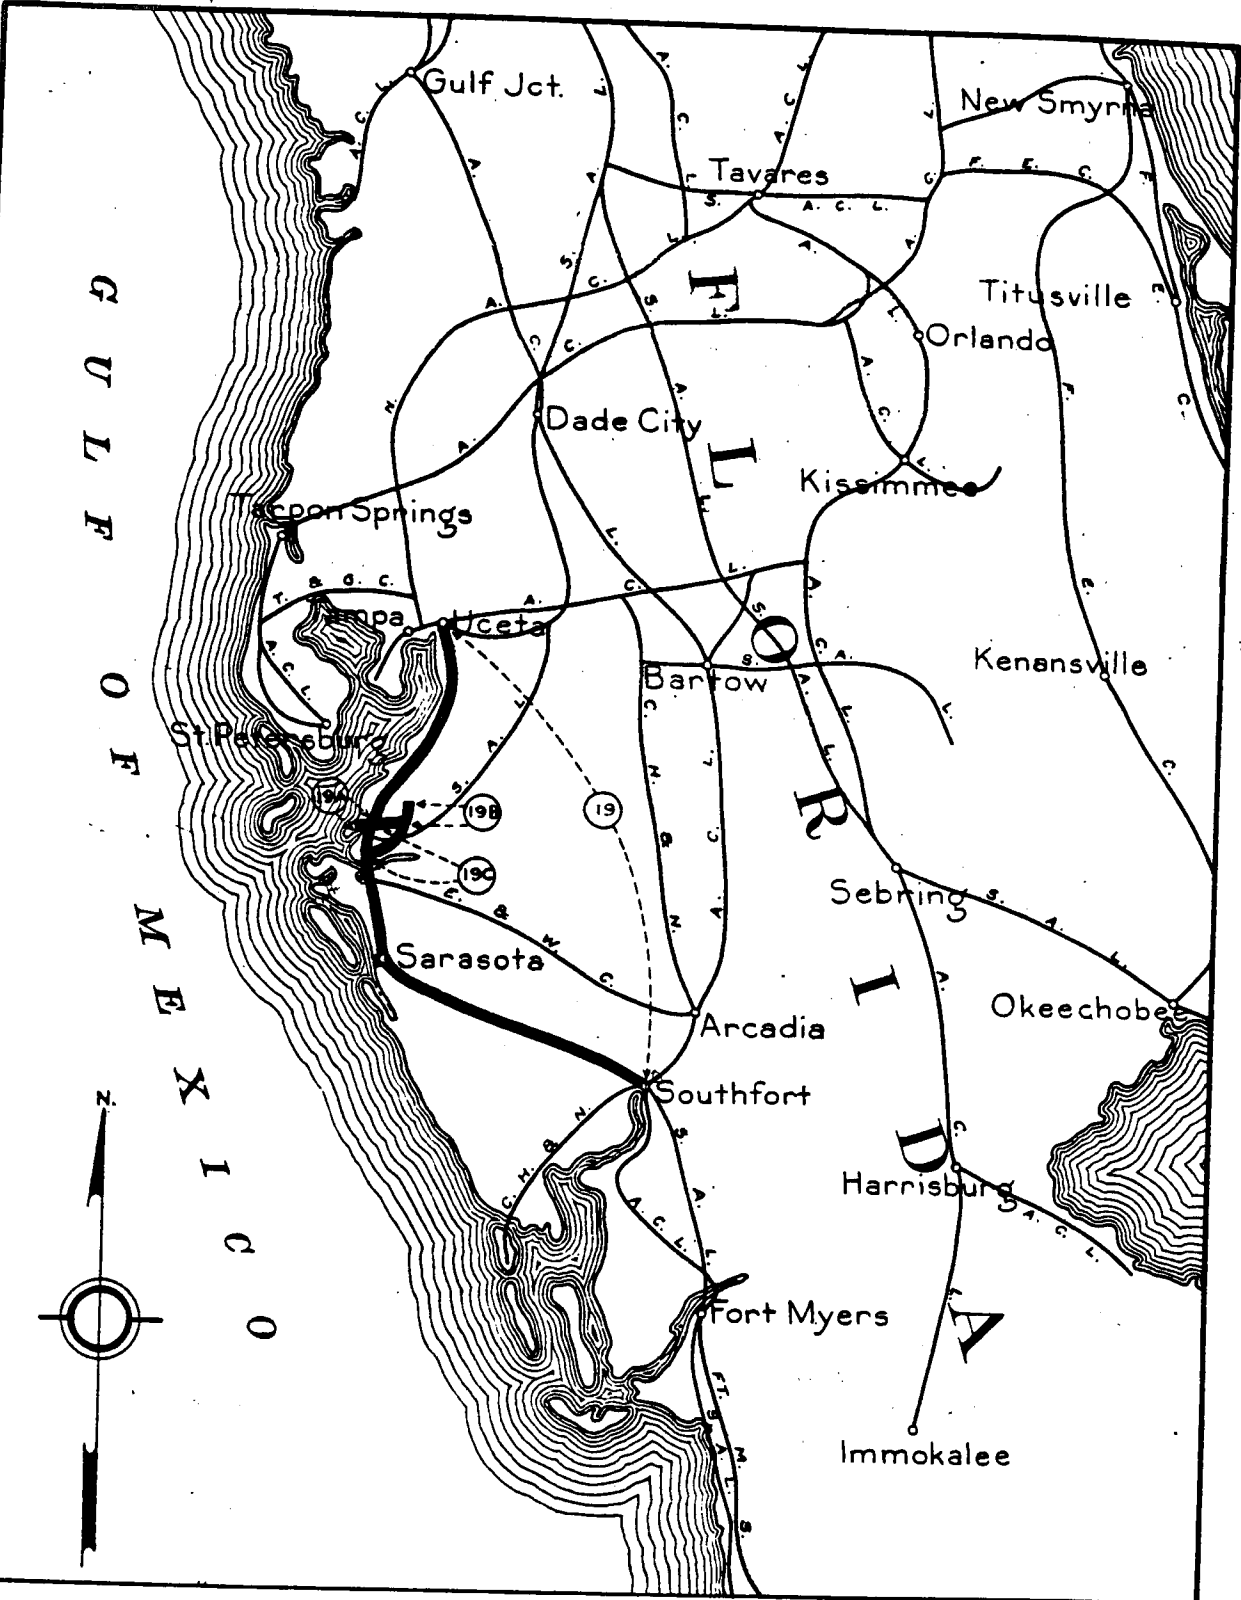 Gulf Jct.
New Smyrna
Tavares
Titusville
Orlando
Dade City
Kissimmee
Tarpon Springs
Tampa
Uceta
Bartow
Kenansville
St. Petersburg
19A
19B
19
19C
Sebring
Sarasota
Okeechobee
Arcadia
Southfort
Harrisburg
Fort Myers
Immokalee
GULF OF MEXICO
FLORIDA
N.
A. C. L.
A. C. L.
S. A. L.
A. C. L.
A. C. L.
F. E. C.
F. E. C.
T. & G. C.
A. C. L.
E. & W. C.
C. H. & N.
C. H. & N.
S. A. L.
A. C. L.
S. A. L.
A. C. L.
A. C. L.
F. E. C.
FT. M. S.